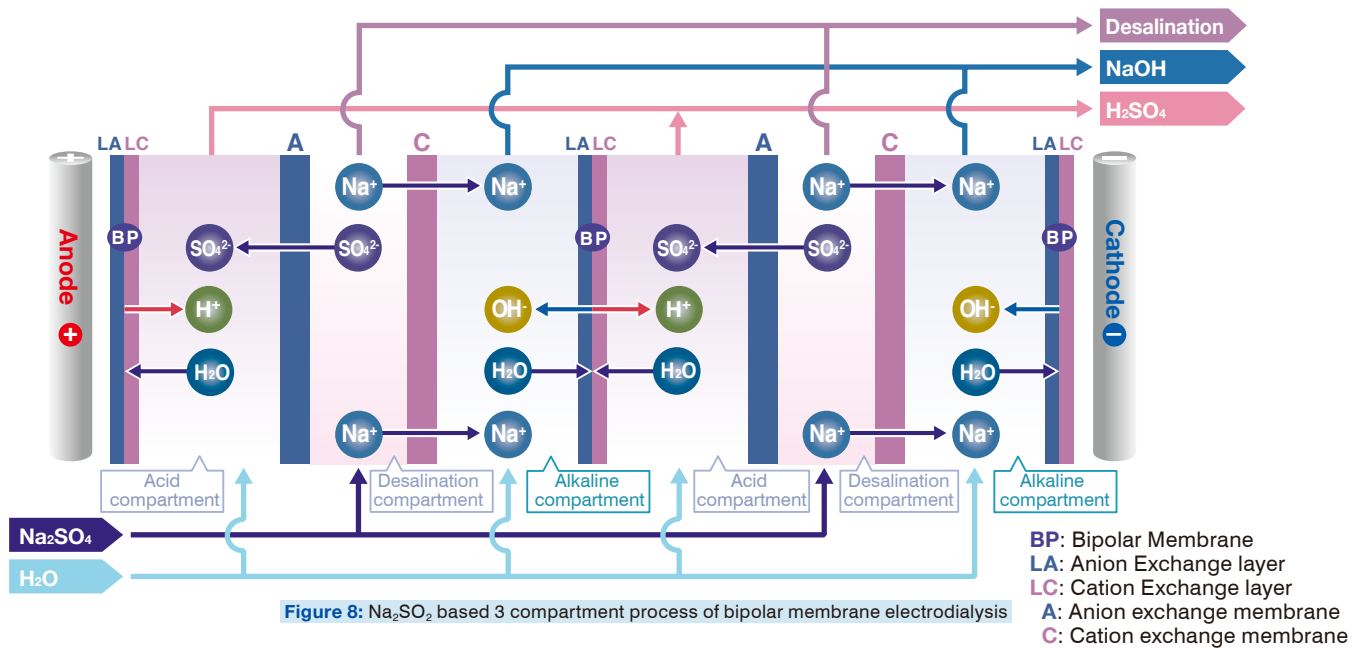 Desalination
NaOH
H₂SO₄
LA LC A C LA LC A C LA LC
Anode +
Cathode −
+
−
Na⁺ Na⁺ Na⁺ Na⁺
BP SO₄²⁻ SO₄²⁻ BP SO₄²⁻ SO₄²⁻ BP
H⁺ OH⁻ H⁺ OH⁻
H₂O H₂O H₂O H₂O
Na⁺ Na⁺ Na⁺ Na⁺
Acid
compartment
Desalination
compartment
Alkaline
compartment
Acid
compartment
Desalination
compartment
Alkaline
compartment
Na₂SO₄
H₂O
BP: Bipolar Membrane
LA: Anion Exchange layer
LC: Cation Exchange layer
A: Anion exchange membrane
C: Cation exchange membrane
Figure 8: Na₂SO₂ based 3 compartment process of bipolar membrane electrodialysis